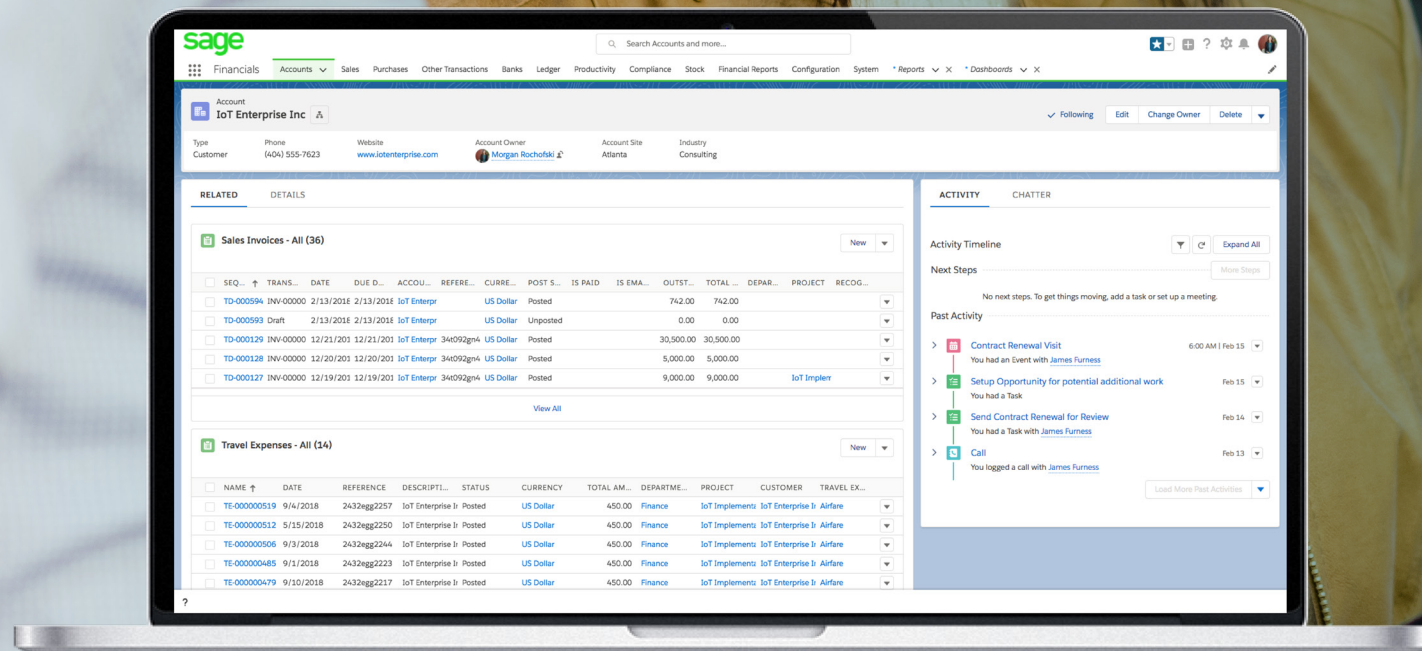 sage
Search Accounts and more...
Financials Accounts Sales Purchases Other Transactions Banks Ledger Productivity Compliance Stock Financial Reports Configuration System * Reports * Dashboards
Account
IoT Enterprise Inc
Following Edit Change Owner Delete
Type Phone Website Account Owner Account Site Industry
Customer (404) 555-7623 www.iotenterprise.com Morgan Rochofski Atlanta Consulting
RELATED DETAILS
Sales Invoices - All (36) New
SEQ... TRANS... DATE DUE D... ACCOU... REFERE... CURRE... POST S... IS PAID IS EMA... OUTST... TOTAL ... DEPAR... PROJECT RECOG...
TD-000594 INV-00000 2/13/2018 2/13/2018 IoT Enterpr US Dollar Posted 742.00 742.00
TD-000593 Draft 2/13/2018 2/13/2018 IoT Enterpr US Dollar Unposted 0.00 0.00
TD-000129 INV-00000 12/21/201 12/21/201 IoT Enterpr 34t092gn4 US Dollar Posted 30,500.00 30,500.00
TD-000128 INV-00000 12/20/201 12/20/201 IoT Enterpr 34t092gn4 US Dollar Posted 5,000.00 5,000.00
TD-000127 INV-00000 12/19/201 12/19/201 IoT Enterpr 34t092gn4 US Dollar Posted 9,000.00 9,000.00 IoT Implem
View All
Travel Expenses - All (14) New
NAME DATE REFERENCE DESCRIPTI... STATUS CURRENCY TOTAL AM... DEPARTME... PROJECT CUSTOMER TRAVEL EX...
TE-000000519 9/4/2018 2432egg2257 IoT Enterprise Ir Posted US Dollar 450.00 Finance IoT Implementa IoT Enterprise Ir Airfare
TE-000000512 5/15/2018 2432egg2250 IoT Enterprise Ir Posted US Dollar 450.00 Finance IoT Implementa IoT Enterprise Ir Airfare
TE-000000506 9/3/2018 2432egg2244 IoT Enterprise Ir Posted US Dollar 450.00 Finance IoT Implementa IoT Enterprise Ir Airfare
TE-000000485 9/1/2018 2432egg2223 IoT Enterprise Ir Posted US Dollar 450.00 Finance IoT Implementa IoT Enterprise Ir Airfare
TE-000000479 9/10/2018 2432egg2217 IoT Enterprise Ir Posted US Dollar 450.00 Finance IoT Implementa IoT Enterprise Ir Airfare
ACTIVITY CHATTER
Activity Timeline Expand All
Next Steps More Steps
No next steps. To get things moving, add a task or set up a meeting.
Past Activity
Contract Renewal Visit 6:00 AM | Feb 15
You had an Event with James Furness
Setup Opportunity for potential additional work Feb 15
You had a Task
Send Contract Renewal for Review Feb 14
You had a Task with James Furness
Call Feb 13
You logged a call with James Furness
Load More Past Activities
?